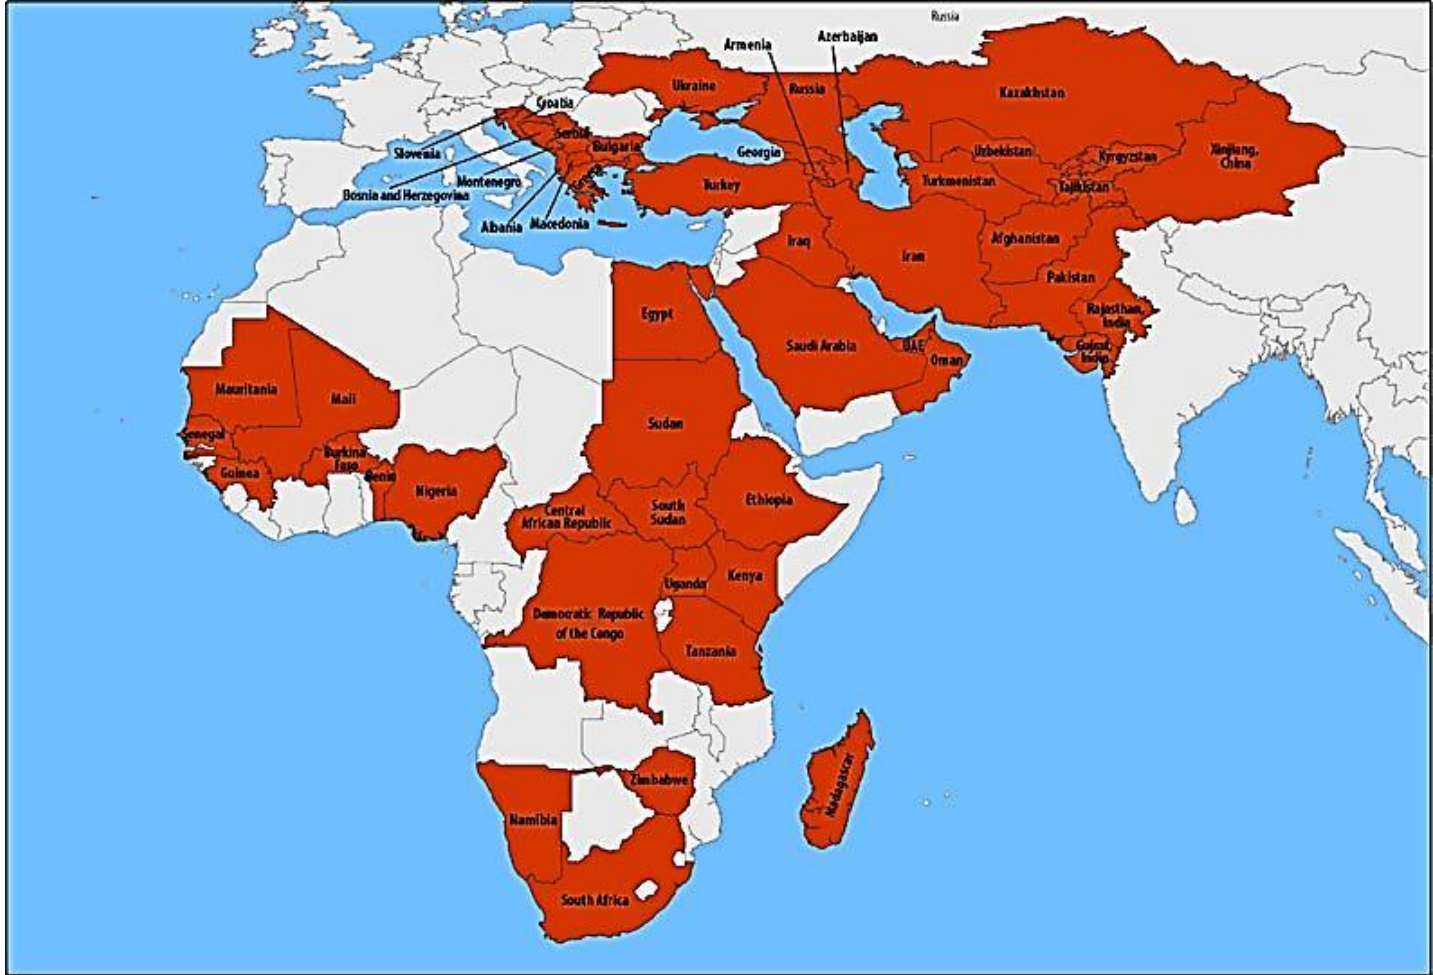 Russia
Armenia
Azerbaijan
Ukraine
Russia
Kazakhstan
Croatia
Serbia
Bulgaria
Slovenia
Georgia
Uzbekistan
Kyrgyzstan
Xinjiang,
China
Bosnia and Herzegovina
Montenegro
Greece
Turkey
Turkmenistan
Tajikistan
Albania
Macedonia
Iraq
Iran
Afghanistan
Pakistan
Egypt
Saudi Arabia
UAE
Oman
Rajasthan,
India
Gujrat,
India
Mauritania
Mali
Sudan
Senegal
Guinea
Burkina
Faso
Benin
Nigeria
Central
African Republic
South
Sudan
Ethiopia
Uganda
Kenya
Democratic Republic
of the Congo
Tanzania
Zimbabwe
Madagascar
Namibia
South Africa